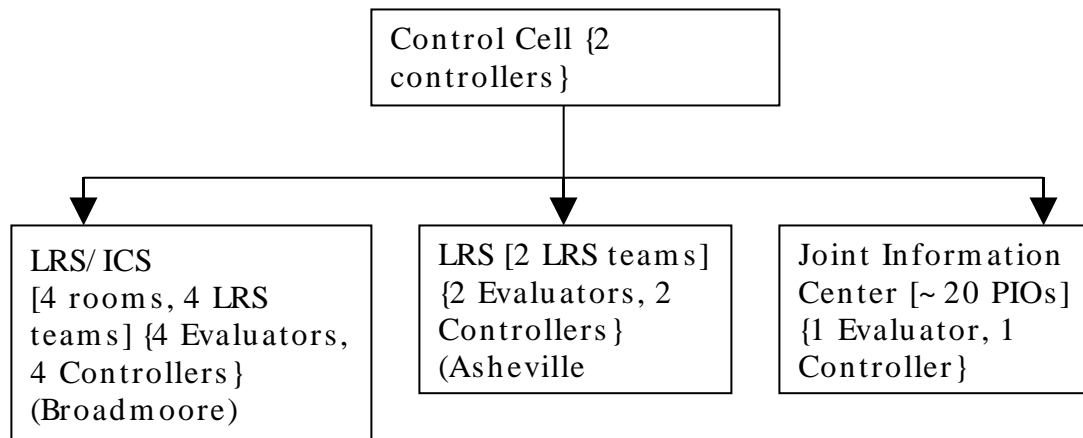 Control Cell {2
controllers}
LRS/ICS
[4 rooms, 4 LRS
teams] {4 Evaluators,
4 Controllers}
(Broadmoore)
LRS [2 LRS teams]
{2 Evaluators, 2
Controllers}
(Asheville
Joint Information
Center [~20 PIOs]
{1 Evaluator, 1
Controller}